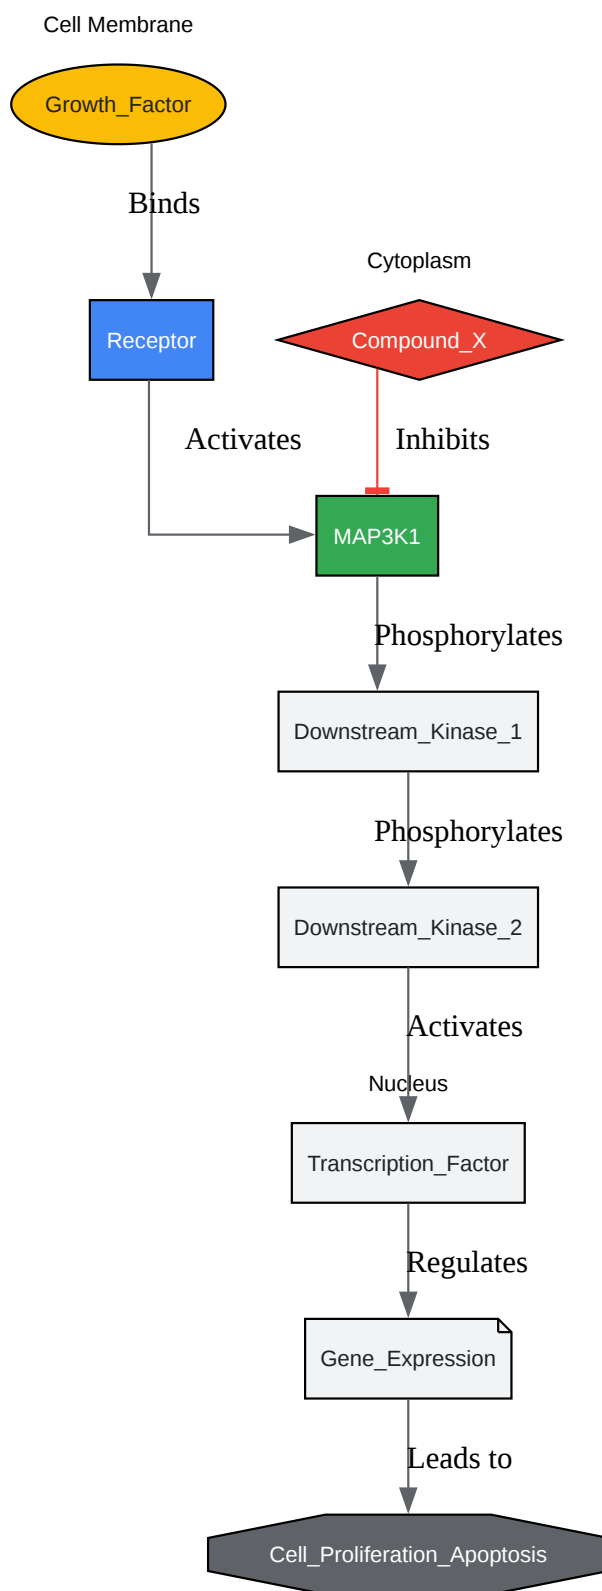 Cell Membrane
Growth_Factor
Binds
Cytoplasm
Receptor
Compound_X
Activates
Inhibits
MAP3K1
Phosphorylates
Downstream_Kinase_1
Phosphorylates
Downstream_Kinase_2
Activates
Nucleus
Transcription_Factor
Regulates
Gene_Expression
Leads to
Cell_Proliferation_Apoptosis